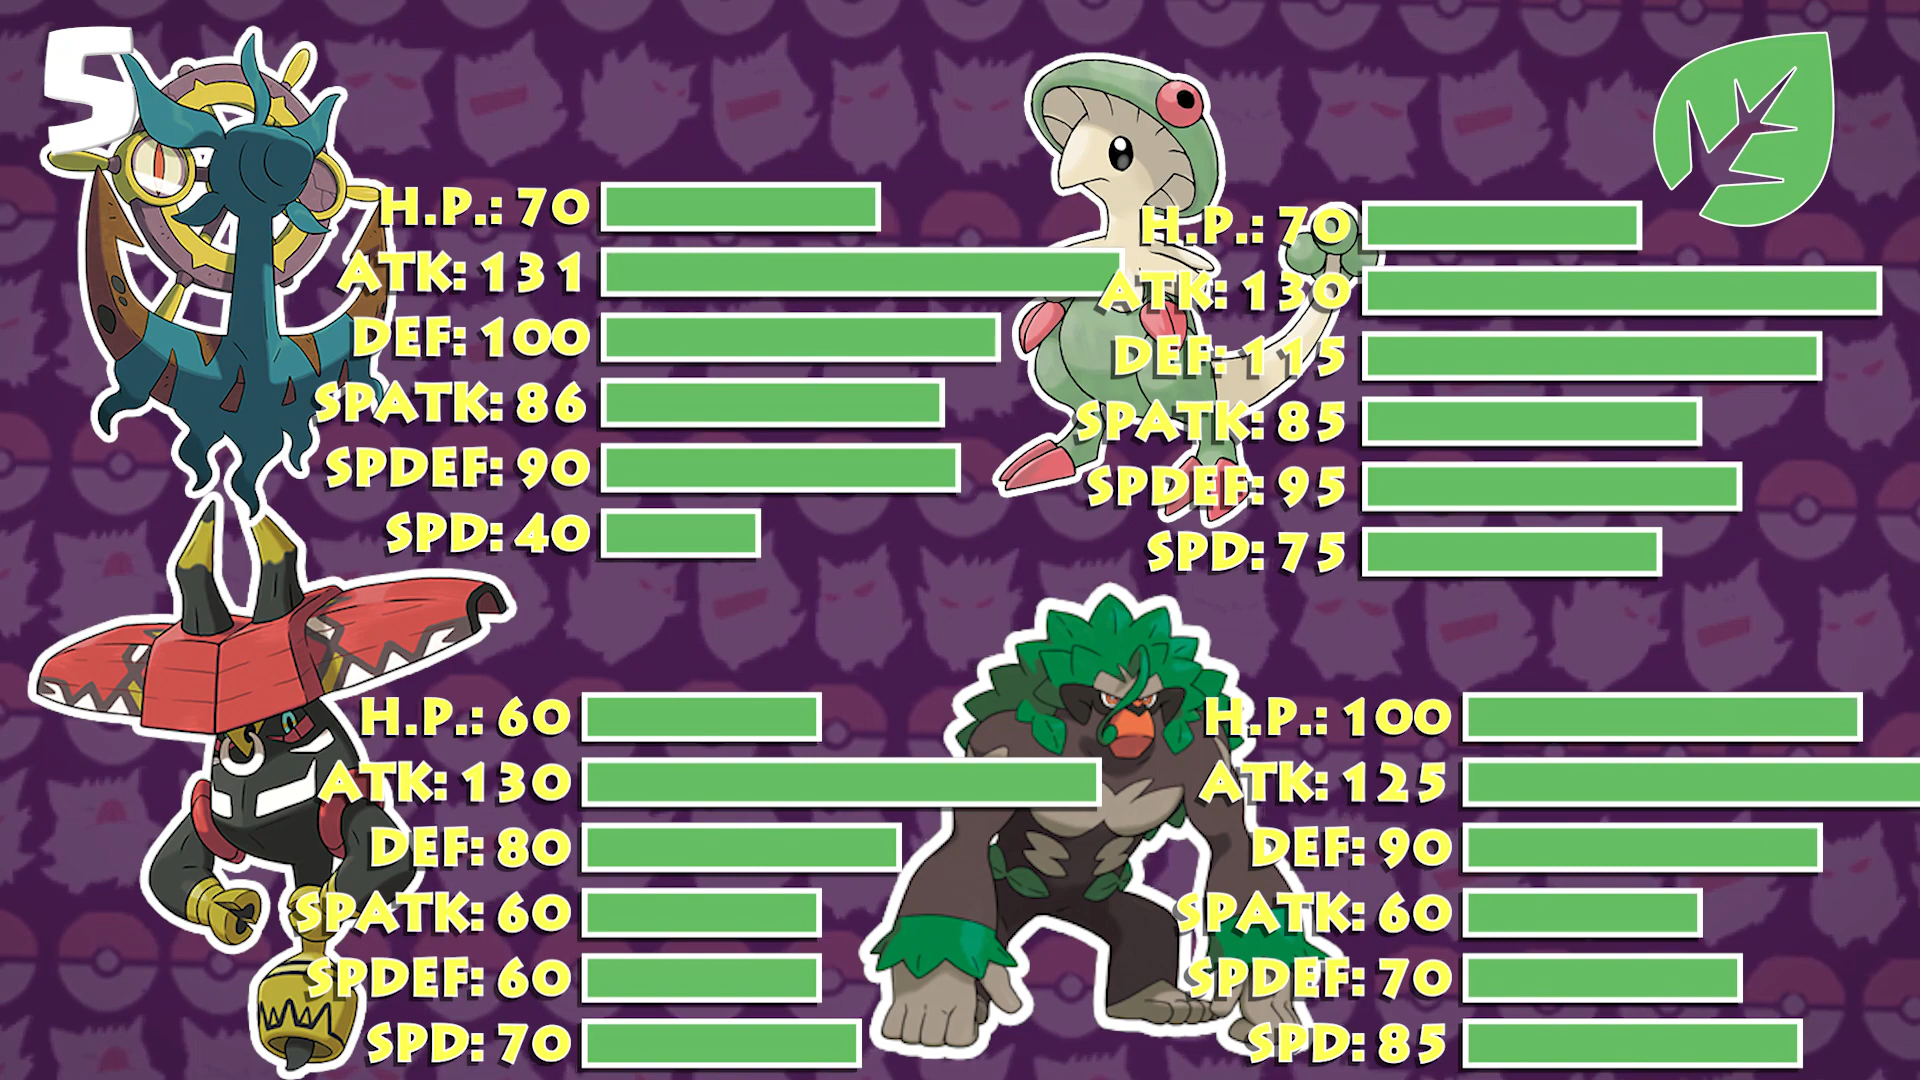 5
H.P.: 70
ATK: 131
DEF: 100
SPATK: 86
SPDEF: 90
SPD: 40
H.P.: 70
ATK: 130
DEF: 115
SPATK: 85
SPDEF: 95
SPD: 75
H.P.: 60
ATK: 130
DEF: 80
SPATK: 60
SPDEF: 60
SPD: 70
H.P.: 100
ATK: 125
DEF: 90
SPATK: 60
SPDEF: 70
SPD: 85